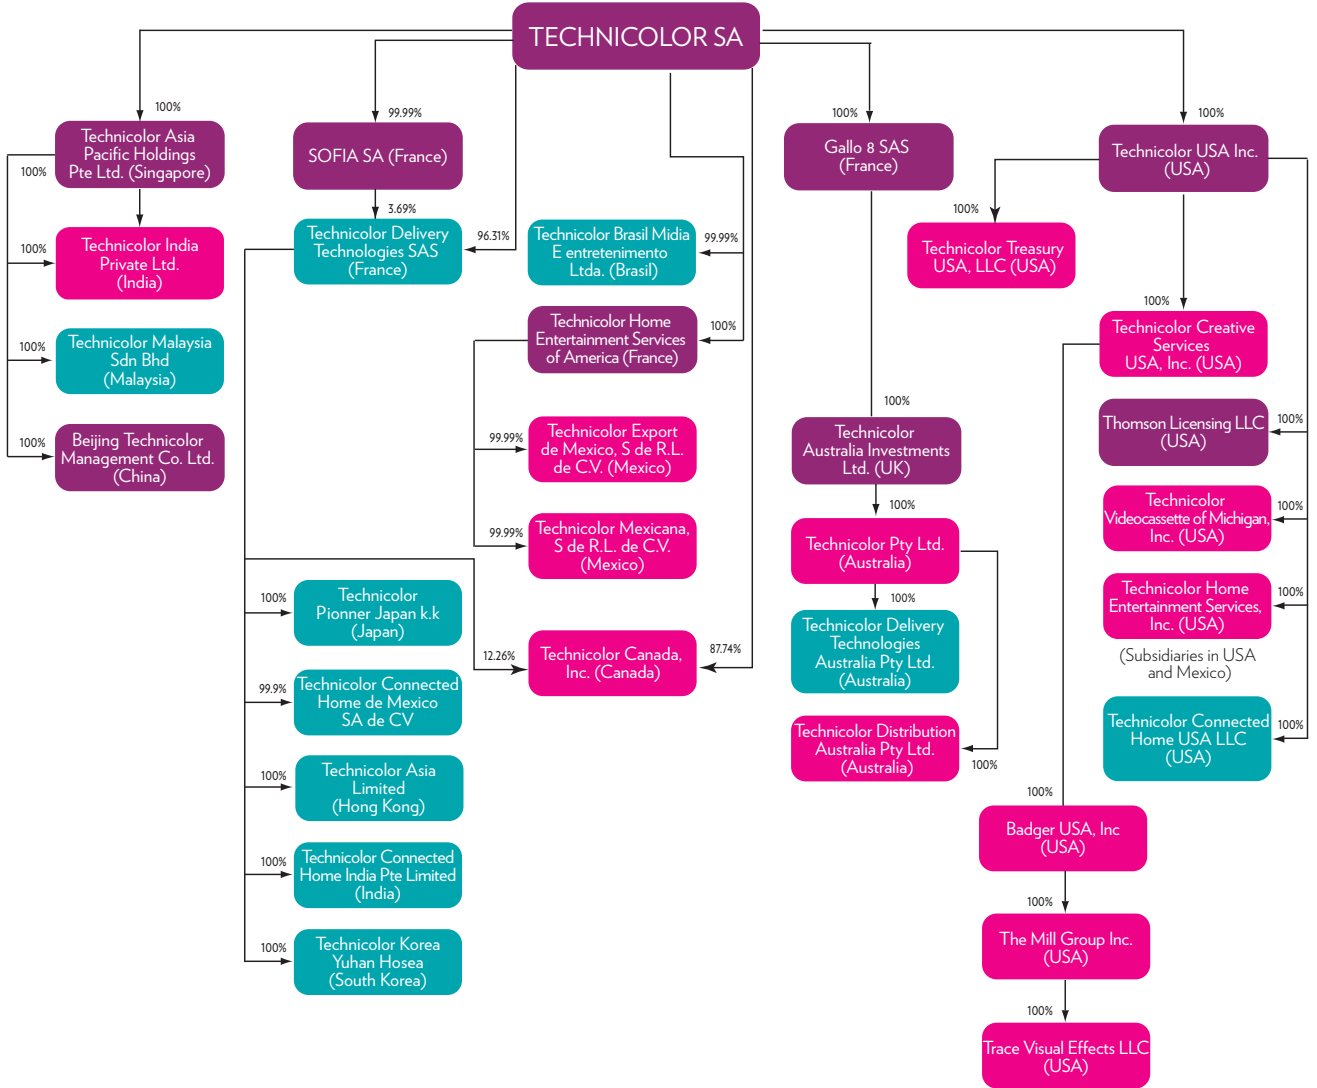 TECHNICOLOR SA
100%
Technicolor Asia
Pacific Holdings
Pte Ltd. (Singapore)
100%
100%
Technicolor India
Private Ltd.
(India)
100%
Technicolor Malaysia
Sdn Bhd
(Malaysia)
100%
Beijing Technicolor
Management Co. Ltd.
(China)
99.99%
SOFIA SA (France)
3.69%
Technicolor Delivery
Technologies SAS
(France)
96.31%
100%
Technicolor
Pionner Japan k.k
(Japan)
99.9%
Technicolor Connected
Home de Mexico
SA de CV
100%
Technicolor Asia
Limited
(Hong Kong)
100%
Technicolor Connected
Home India Pte Limited
(India)
100%
Technicolor Korea
Yuhan Hosea
(South Korea)
Technicolor Brasil Midia
E entretenimento
Ltda. (Brasil)
99.99%
Technicolor Home
Entertainment Services
of America (France)
100%
99.99%
Technicolor Export
de Mexico, S de R.L.
de C.V. (Mexico)
99.99%
Technicolor Mexicana,
S de R.L. de C.V.
(Mexico)
12.26%
Technicolor Canada,
Inc. (Canada)
87.74%
100%
Gallo 8 SAS
(France)
100%
Technicolor
Australia Investments
Ltd. (UK)
100%
Technicolor Pty Ltd.
(Australia)
100%
Technicolor Delivery
Technologies
Australia Pty Ltd.
(Australia)
Technicolor Distribution
Australia Pty Ltd.
(Australia)
100%
100%
Technicolor USA Inc.
(USA)
100%
Technicolor Treasury
USA, LLC (USA)
100%
Technicolor Creative
Services
USA, Inc. (USA)
Thomson Licensing LLC
(USA)
100%
Technicolor
Videocassette of Michigan,
Inc. (USA)
100%
Technicolor Home
Entertainment Services,
Inc. (USA)
100%
(Subsidiaries in USA
and Mexico)
Technicolor Connected
Home USA LLC
(USA)
100%
100%
Badger USA, Inc
(USA)
100%
The Mill Group Inc.
(USA)
100%
Trace Visual Effects LLC
(USA)